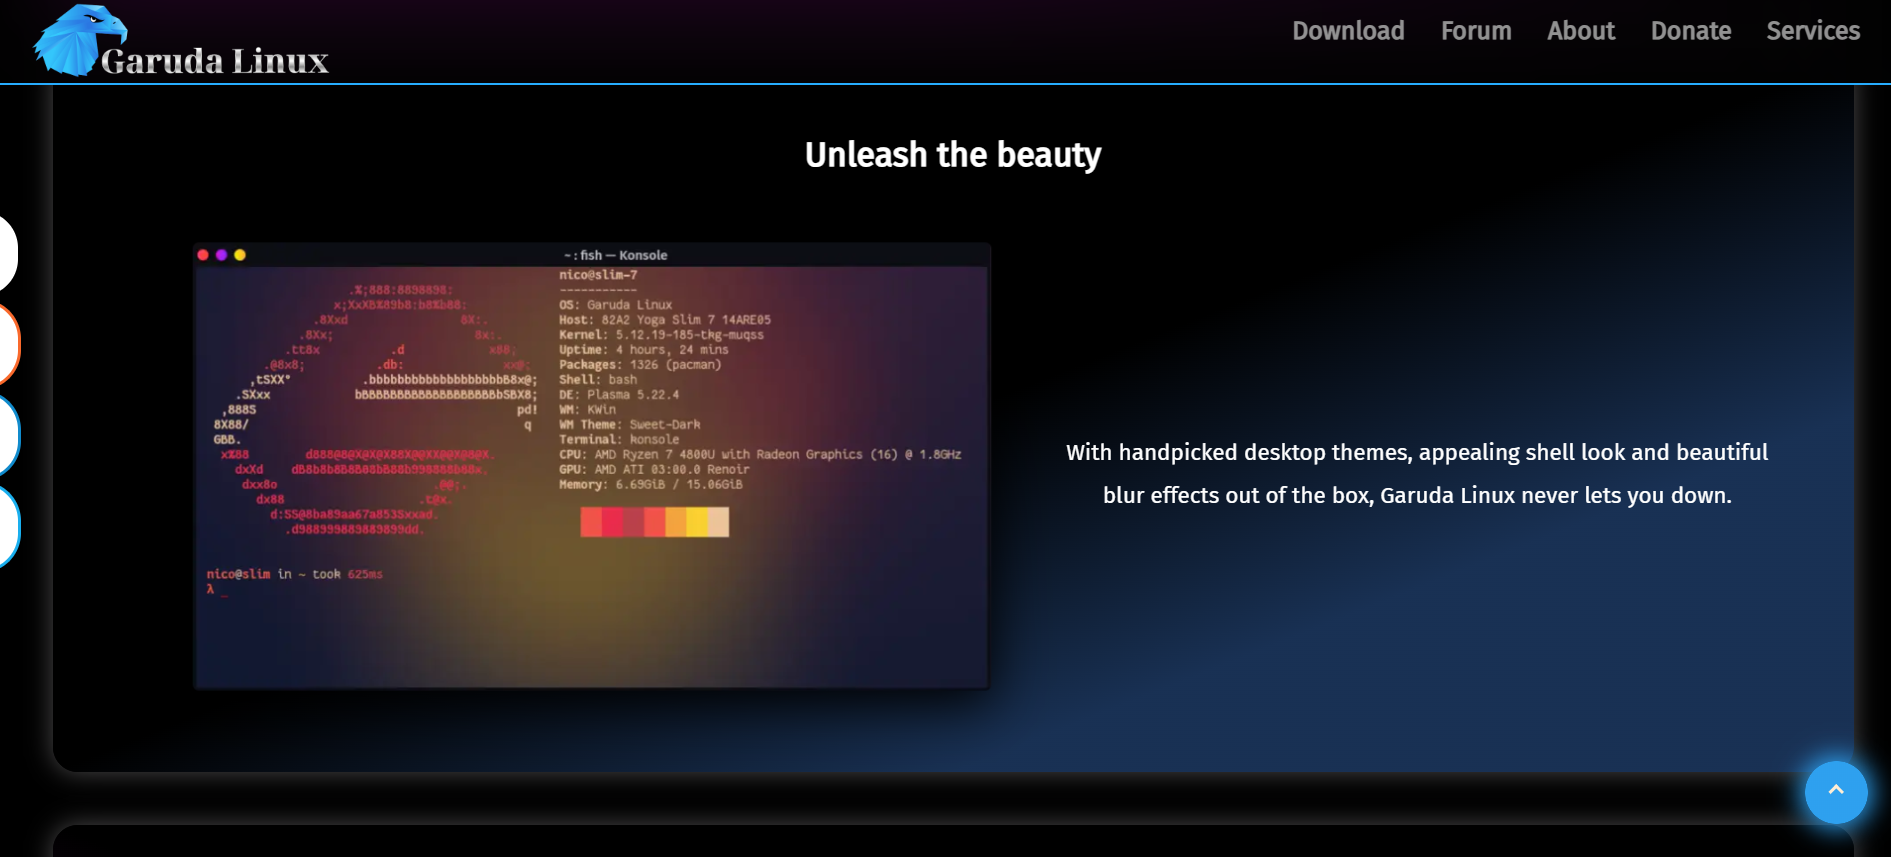 Garuda Linux
Download Forum About Donate Services
Unleash the beauty
~ : fish — Konsole
nico@slim-7
-----------
OS: Garuda Linux
Host: 82A2 Yoga Slim 7 14ARE05
Kernel: 5.12.19-185-tkg-muqss
Uptime: 4 hours, 24 mins
Packages: 1326 (pacman)
Shell: bash
DE: Plasma 5.22.4
WM: KWin
WM Theme: Sweet-Dark
Terminal: konsole
CPU: AMD Ryzen 7 4800U with Radeon Graphics (16) @ 1.8GHz
GPU: AMD ATI 03:00.0 Renoir
Memory: 6.69GiB / 15.06GiB
nico@slim in ~ took 625ms
λ _
With handpicked desktop themes, appealing shell look and beautiful
blur effects out of the box, Garuda Linux never lets you down.